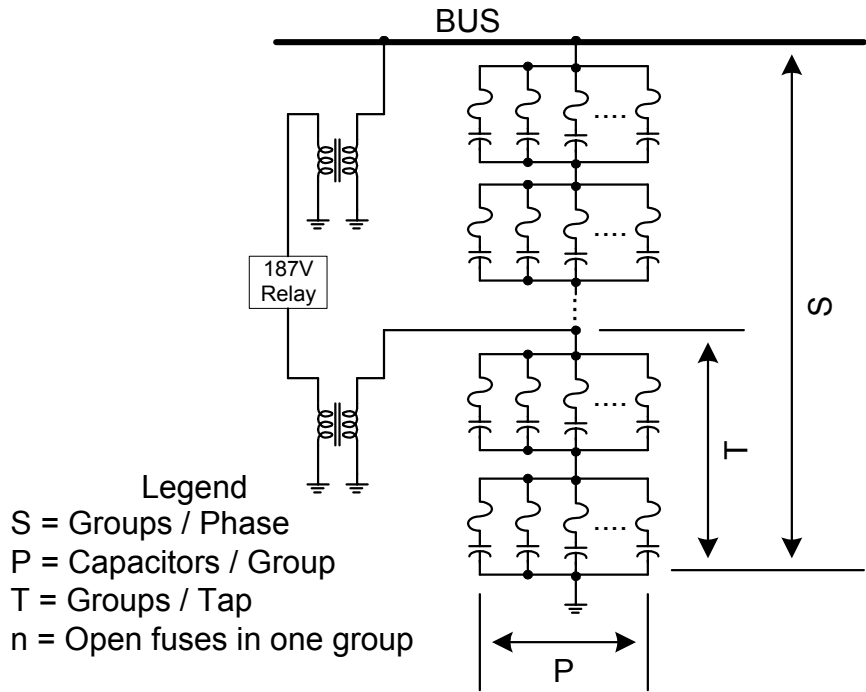 BUS
187V
Relay
S
T
Legend
S = Groups / Phase
P = Capacitors / Group
T = Groups / Tap
n = Open fuses in one group
P